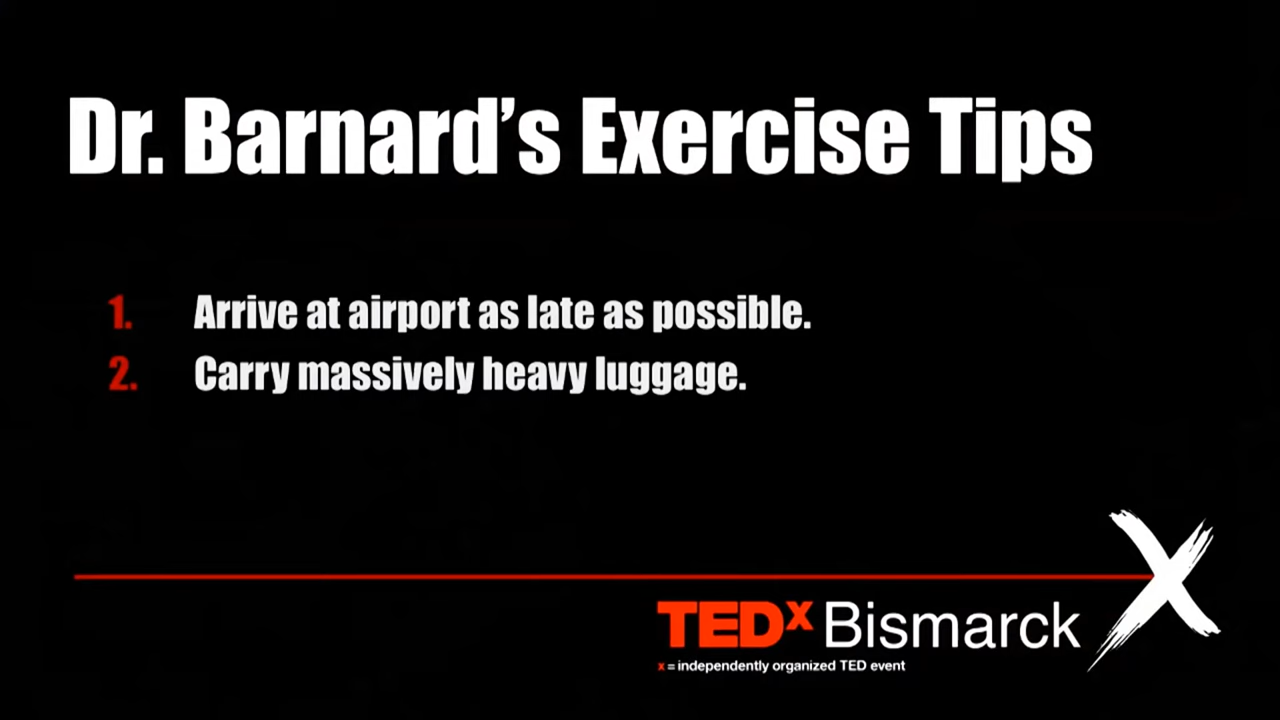 Dr. Barnard’s Exercise Tips
1. Arrive at airport as late as possible.
2. Carry massively heavy luggage.
TEDx Bismarck
x = independently organized TED event
X